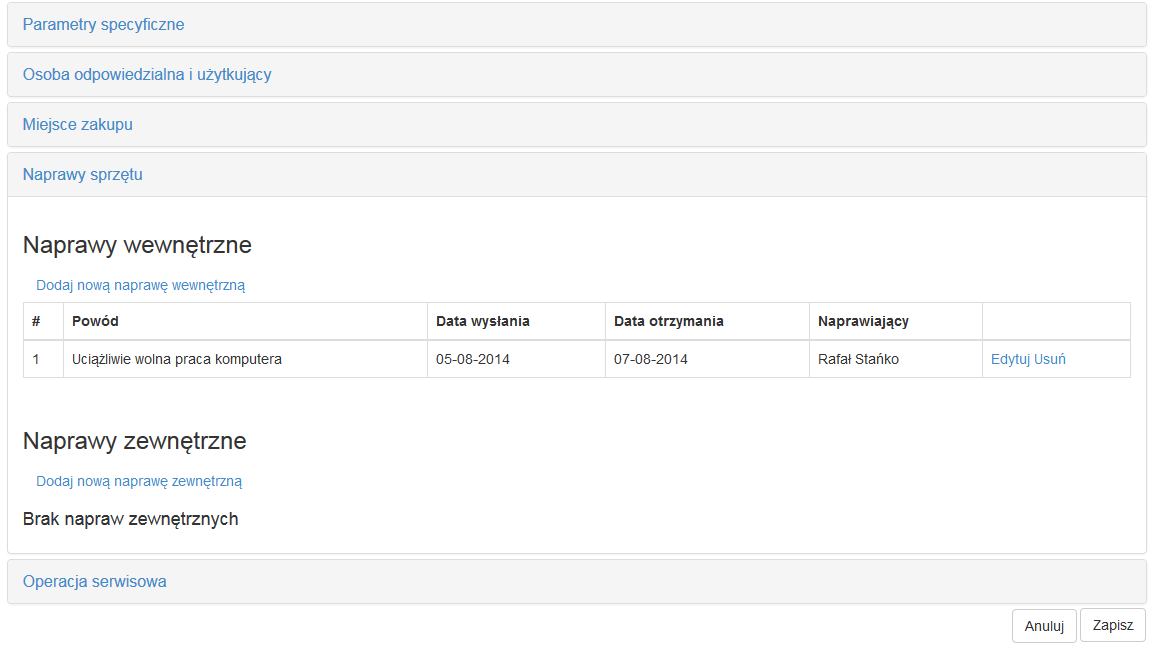 Parametry specyficzne
Osoba odpowiedzialna i użytkujący
Miejsce zakupu
Naprawy sprzętu
Naprawy wewnętrzne
Dodaj nową naprawę wewnętrzną
# Powód Data wysłania Data otrzymania Naprawiający
1 Uciążliwie wolna praca komputera 05-08-2014 07-08-2014 Rafał Stańko Edytuj Usuń
Naprawy zewnętrzne
Dodaj nową naprawę zewnętrzną
Brak napraw zewnętrznych
Operacja serwisowa
Anuluj Zapisz